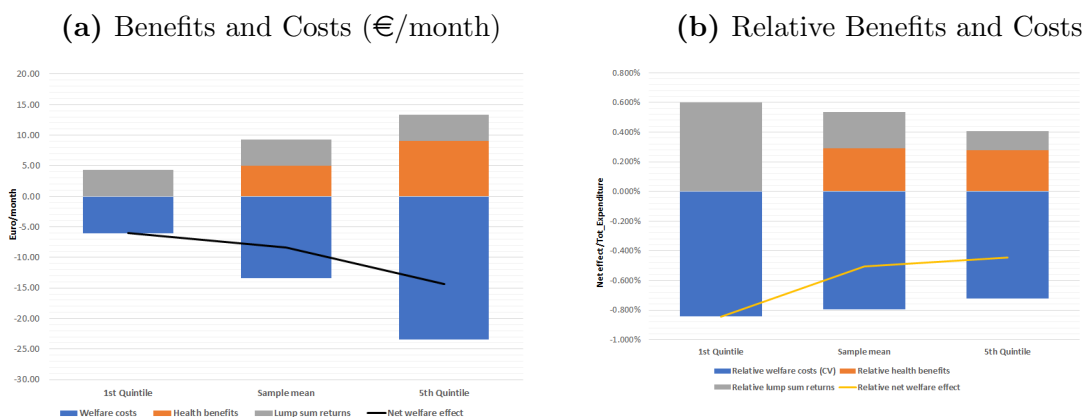 (a) Benefits and Costs (€/month)
20.00
15.00
10.00
5.00
0.00
-5.00
-10.00
-15.00
-20.00
-25.00
-30.00
Euro/month
1st Quintile Sample mean 5th Quintile
Welfare costs Health benefits Lump sum returns Net welfare effect
(b) Relative Benefits and Costs
0.800%
0.600%
0.400%
0.200%
0.000%
-0.200%
-0.400%
-0.600%
-0.800%
-1.000%
Net effect/Tot_Expenditure
1st Quintile Sample mean 5th Quintile
Relative welfare costs (CV) Relative health benefits
Relative lump sum returns Relative net welfare effect